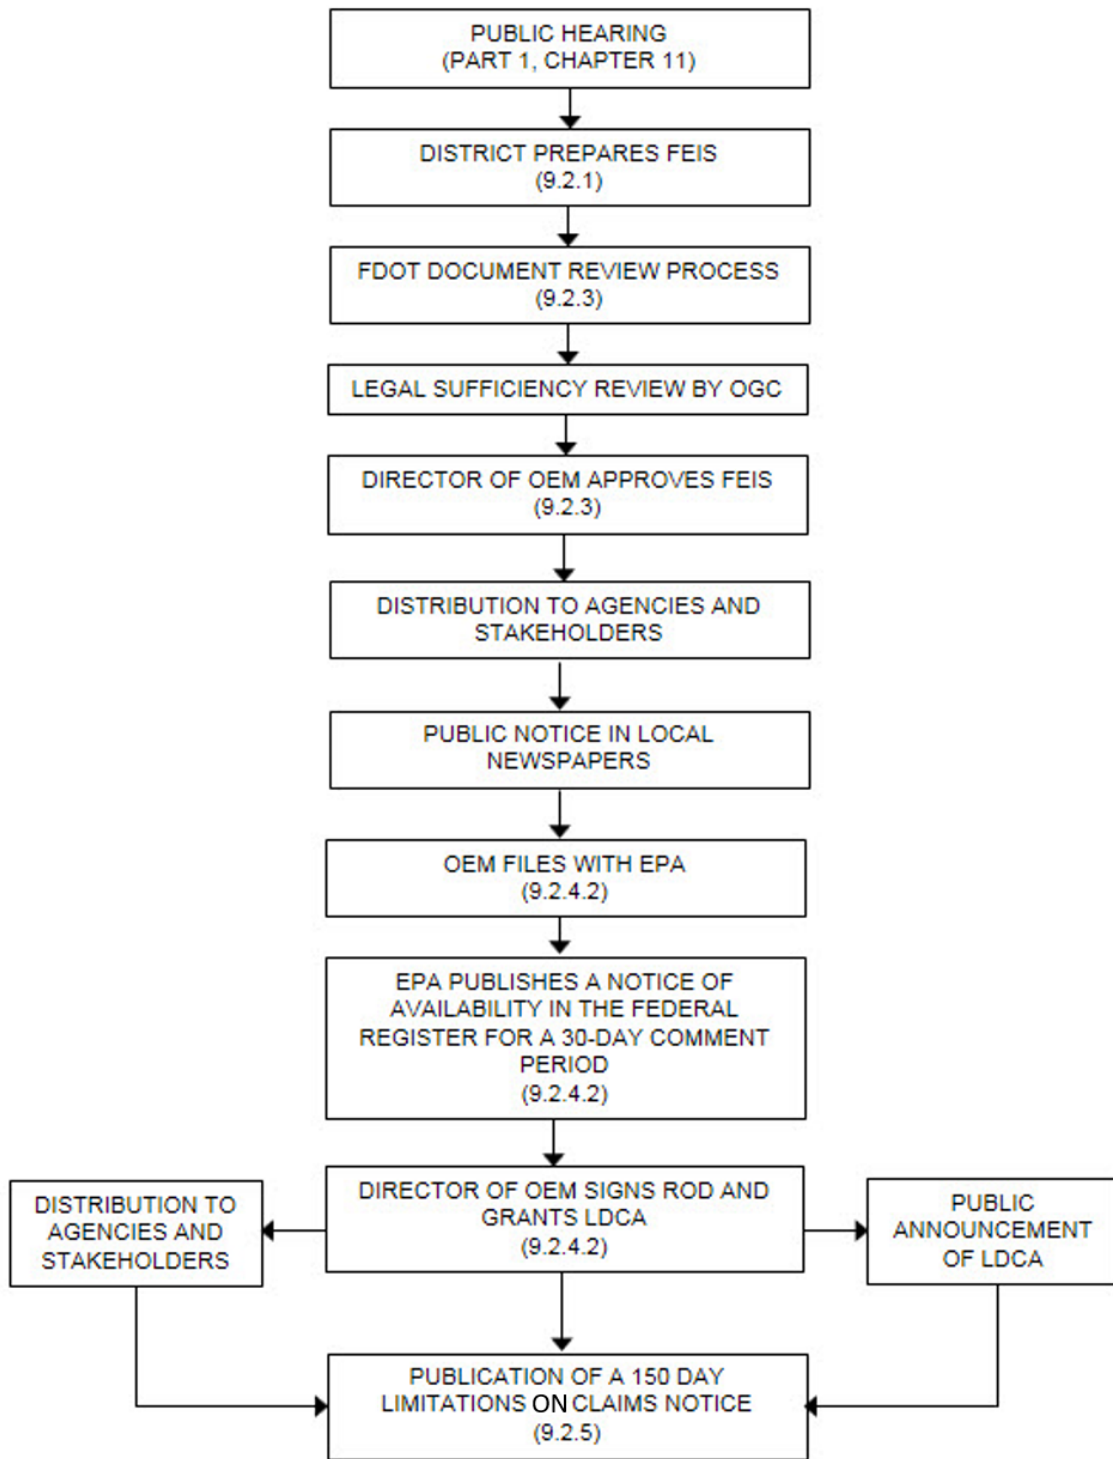 PUBLIC HEARING
(PART 1, CHAPTER 11)
DISTRICT PREPARES FEIS
(9.2.1)
FDOT DOCUMENT REVIEW PROCESS
(9.2.3)
LEGAL SUFFICIENCY REVIEW BY OGC
DIRECTOR OF OEM APPROVES FEIS
(9.2.3)
DISTRIBUTION TO AGENCIES AND
STAKEHOLDERS
PUBLIC NOTICE IN LOCAL
NEWSPAPERS
OEM FILES WITH EPA
(9.2.4.2)
EPA PUBLISHES A NOTICE OF
AVAILABILITY IN THE FEDERAL
REGISTER FOR A 30-DAY COMMENT
PERIOD
(9.2.4.2)
DISTRIBUTION TO
AGENCIES AND
STAKEHOLDERS
DIRECTOR OF OEM SIGNS ROD AND
GRANTS LDCA
(9.2.4.2)
PUBLIC
ANNOUNCEMENT
OF LDCA
PUBLICATION OF A 150 DAY
LIMITATIONS ON CLAIMS NOTICE
(9.2.5)